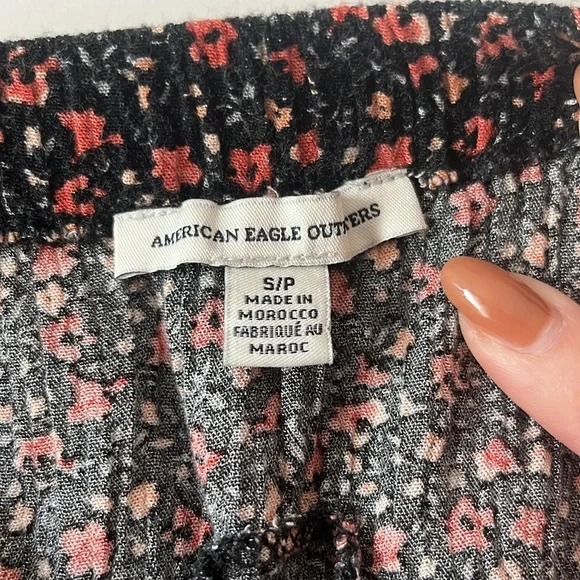 AMERICAN EAGLE OUTFITTERS
S/P
MADE IN
MOROCCO
FABRIQUÉ AU
MAROC